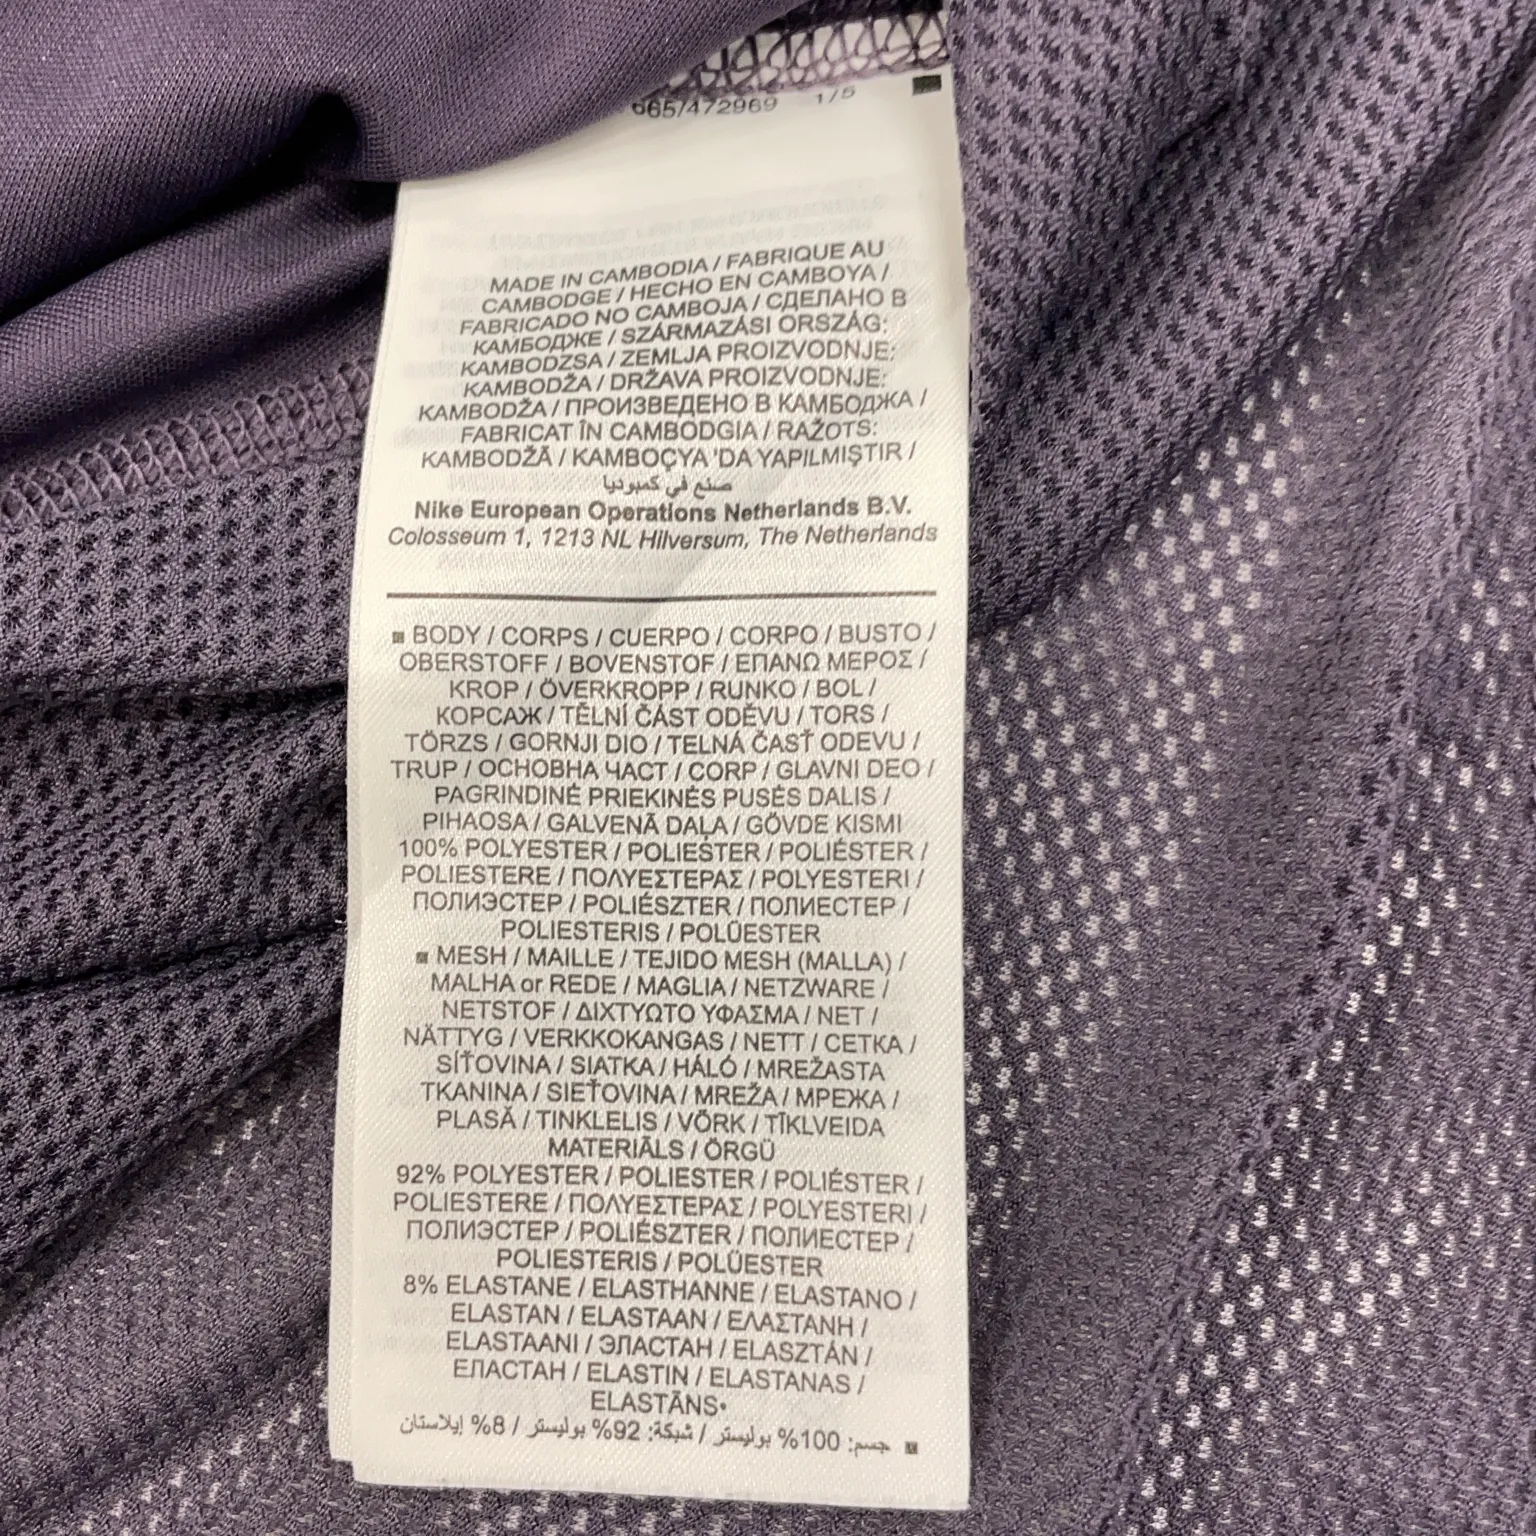 665/472969 1/5
MADE IN CAMBODIA / FABRIQUE AU
CAMBODGE / HECHO EN CAMBOYA /
FABRICADO NO CAMBOJA / СДЕЛАНО В
КАМБОДЖЕ / SZÁRMAZÁSI ORSZÁG:
KAMBODZSA / ZEMLJA PROIZVODNJE:
KAMBODŽA / DRŽAVA PROIZVODNJE:
KAMBODŽA / ПРОИЗВЕДЕНО В КАМБОДЖА /
FABRICAT ÎN CAMBODGIA / RAŽOTS:
KAMBODŽĀ / KAMBOÇYA 'DA YAPILMIŞTIR /
صنع في كمبوديا
Nike European Operations Netherlands B.V.
Colosseum 1, 1213 NL Hilversum, The Netherlands
BODY / CORPS / CUERPO / CORPO / BUSTO /
OBERSTOFF / BOVENSTOF / ΕΠΑΝΩ ΜΕΡΟΣ /
KROP / ÖVERKROPP / RUNKO / BOL /
КОРСАЖ / TĚLNÍ ČÁST ODĚVU / TORS /
TÖRZS / GORNJI DIO / TELNÁ ČASŤ ODEVU /
TRUP / ОСНОВНА ЧАСТ / CORP / GLAVNI DEO /
PAGRINDINĖ PRIEKINĖS PUSĖS DALIS /
PIHAOSA / GALVENĀ DAĻA / GÖVDE KISMI
100% POLYESTER / POLIESTER / POLIÉSTER /
POLIESTERE / ΠΟΛΥΕΣΤΕΡΑΣ / POLYESTERI /
ПОЛИЭСТЕР / POLIÉSZTER / ПОЛИЕСТЕР /
POLIESTERIS / POLÜESTER
MESH / MAILLE / TEJIDO MESH (MALLA) /
MALHA or REDE / MAGLIA / NETZWARE /
NETSTOF / ΔΙΧΤΥΩΤΟ ΥΦΑΣΜΑ / NET /
NÄTTYG / VERKKOKANGAS / NETT / СЕТКА /
SÍŤOVINA / SIATKA / HÁLÓ / MREŽASTA
TKANINA / SIEŤOVINA / MREŽA / МРЕЖА /
PLASĂ / TINKLELIS / VÕRK / TĪKLVEIDA
MATERIĀLS / ÖRGÜ
92% POLYESTER / POLIESTER / POLIÉSTER /
POLIESTERE / ΠΟΛΥΕΣΤΕΡΑΣ / POLYESTERI /
ПОЛИЭСТЕР / POLIÉSZTER / ПОЛИЕСТЕР /
POLIESTERIS / POLÜESTER
8% ELASTANE / ELASTHANNE / ELASTANO /
ELASTAN / ELASTAAN / ΕΛΑΣΤΑΝΗ /
ELASTAANI / ЭЛАСТАН / ELASZTÁN /
ЕЛАСТАН / ELASTIN / ELASTANAS /
ELASTĀNS•
جسم: 100% بوليستر / شبكة: 92% بوليستر / 8% إيلاستان